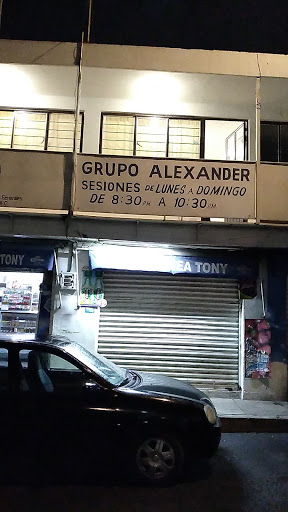 GRUPO ALEXANDER
SESIONES DE LUNES A DOMINGO
DE 8:30 PM A 10:30 PM
TONY
TONY